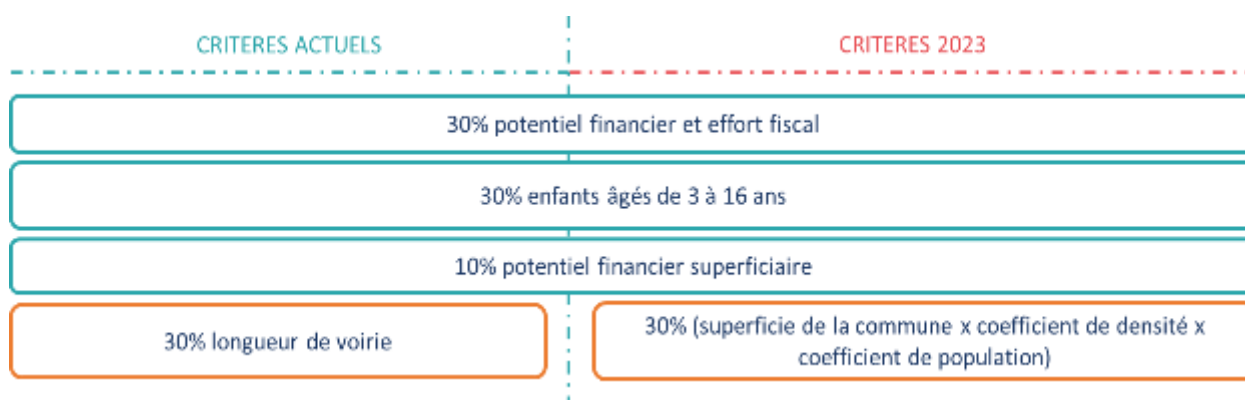 CRITERES ACTUELS
CRITERES 2023
30% potentiel financier et effort fiscal
30% enfants âgés de 3 à 16 ans
10% potentiel financier superficiaire
30% longueur de voirie
30% (superficie de la commune x coefficient de densité x
coefficient de population)